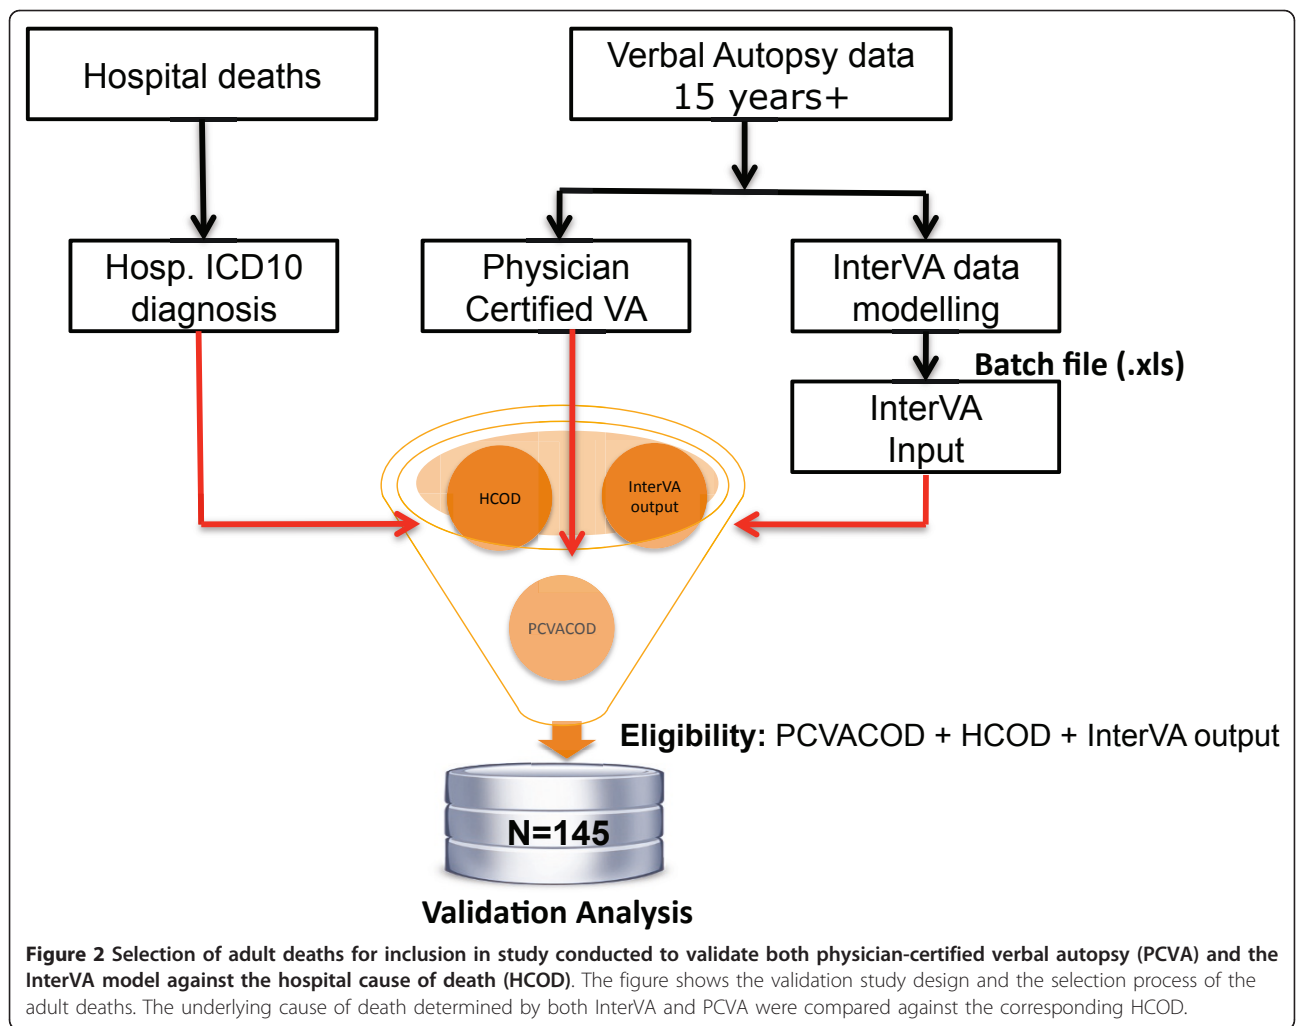 Hospital deaths
Verbal Autopsy data
15 years+
Hosp. ICD10
diagnosis
Physician
Certified VA
InterVA data
modelling
Batch file (.xls)
InterVA
Input
HCOD
InterVA
output
PCVACOD
Eligibility: PCVACOD + HCOD + InterVA output
N=145
Validation Analysis
Figure 2 Selection of adult deaths for inclusion in study conducted to validate both physician-certified verbal autopsy (PCVA) and the
InterVA model against the hospital cause of death (HCOD). The figure shows the validation study design and the selection process of the
adult deaths. The underlying cause of death determined by both InterVA and PCVA were compared against the corresponding HCOD.